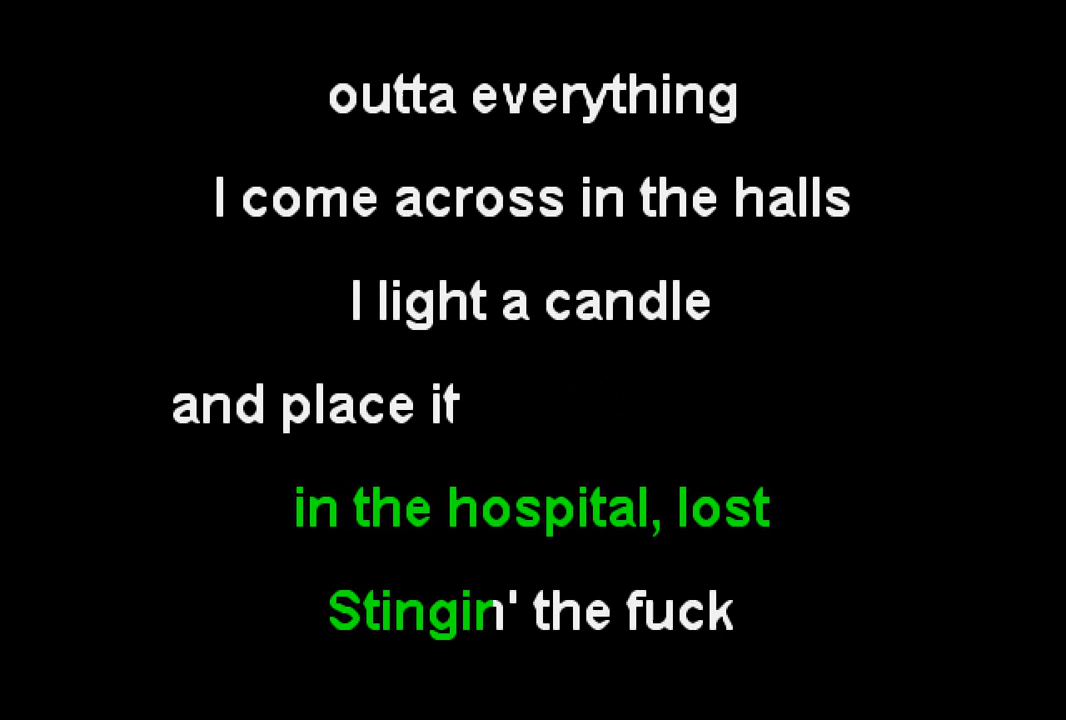 outta everything
I come across in the halls
I light a candle
and place it
in the hospital, lost
Stingin' the fuck